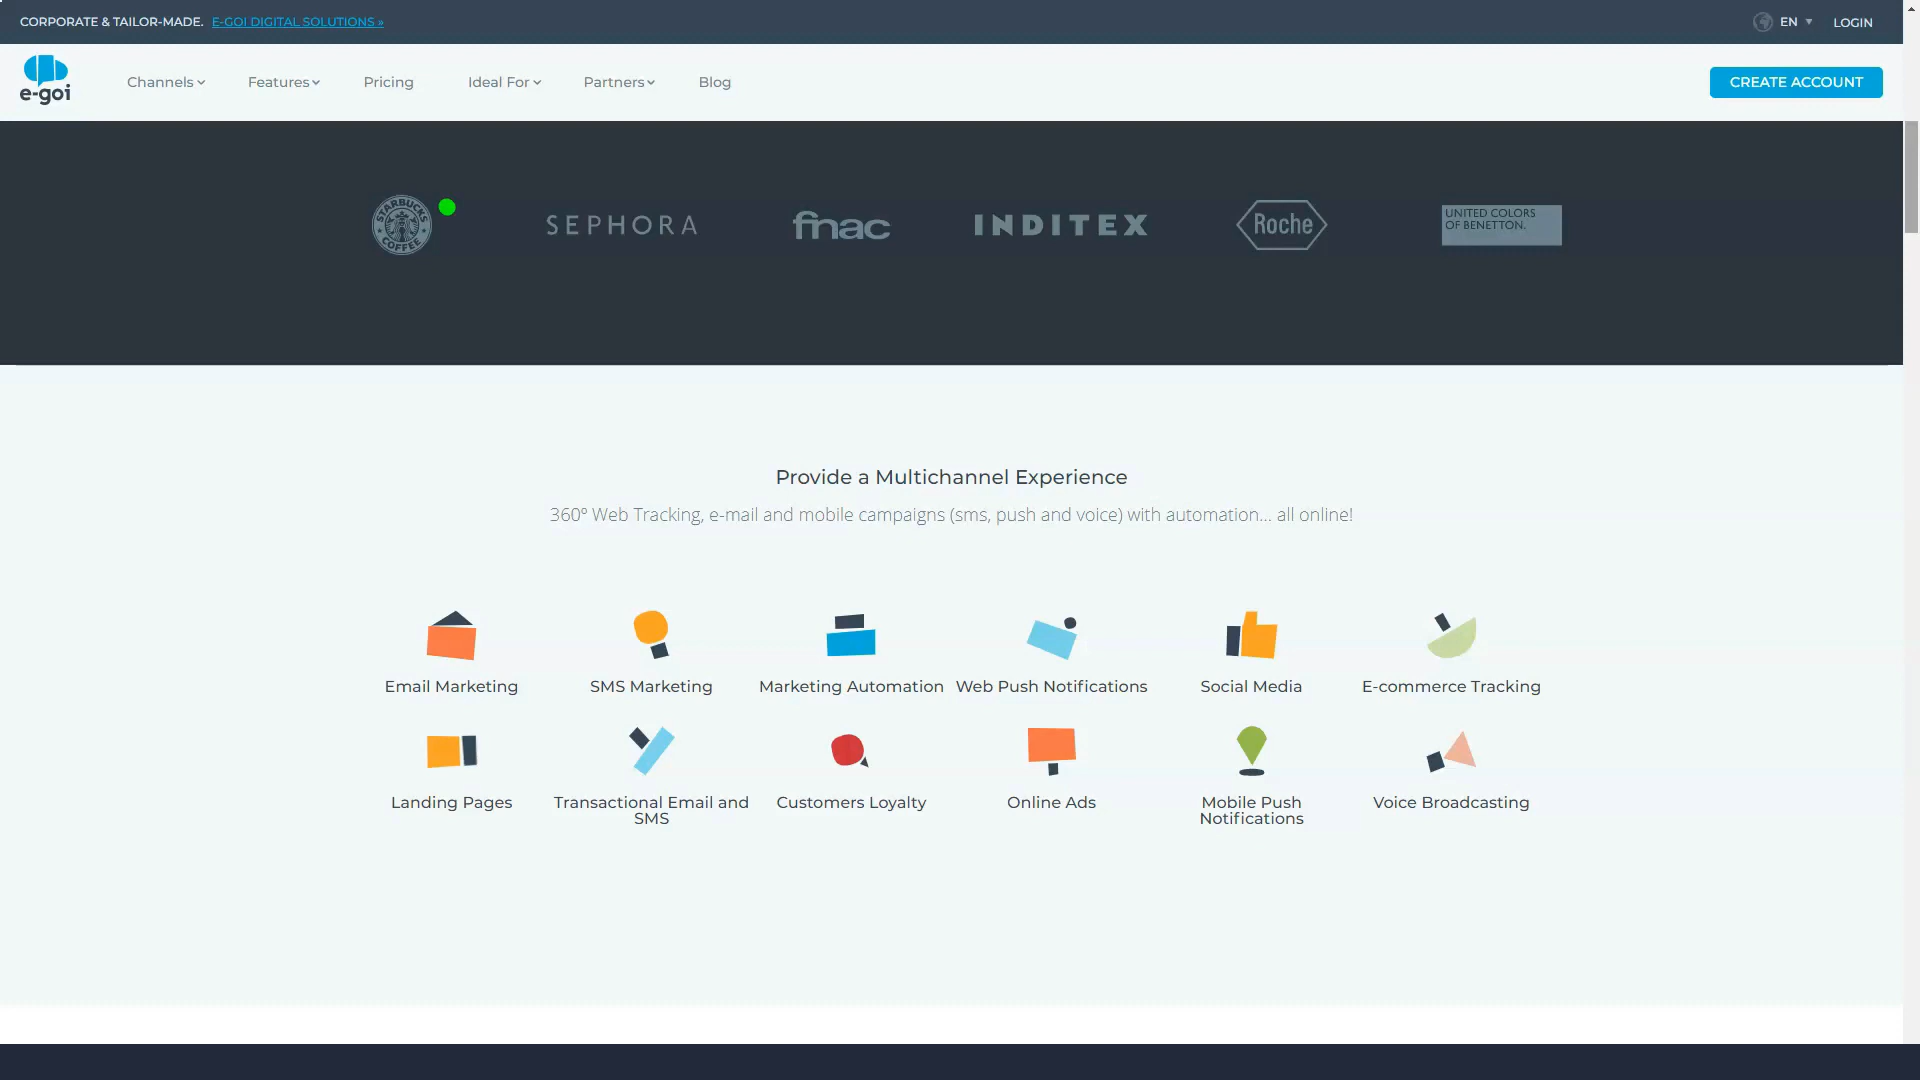 CORPORATE & TAILOR-MADE. E-GOI DIGITAL SOLUTIONS »
EN LOGIN
e-goi
Channels Features Pricing Ideal For Partners Blog
CREATE ACCOUNT
STARBUCKS COFFEE
SEPHORA
fnac
INDITEX
Roche
UNITED COLORS
OF BENETTON.
Provide a Multichannel Experience
360º Web Tracking, e-mail and mobile campaigns (sms, push and voice) with automation... all online!
Email Marketing
SMS Marketing
Marketing Automation
Web Push Notifications
Social Media
E-commerce Tracking
Landing Pages
Transactional Email and
SMS
Customers Loyalty
Online Ads
Mobile Push
Notifications
Voice Broadcasting